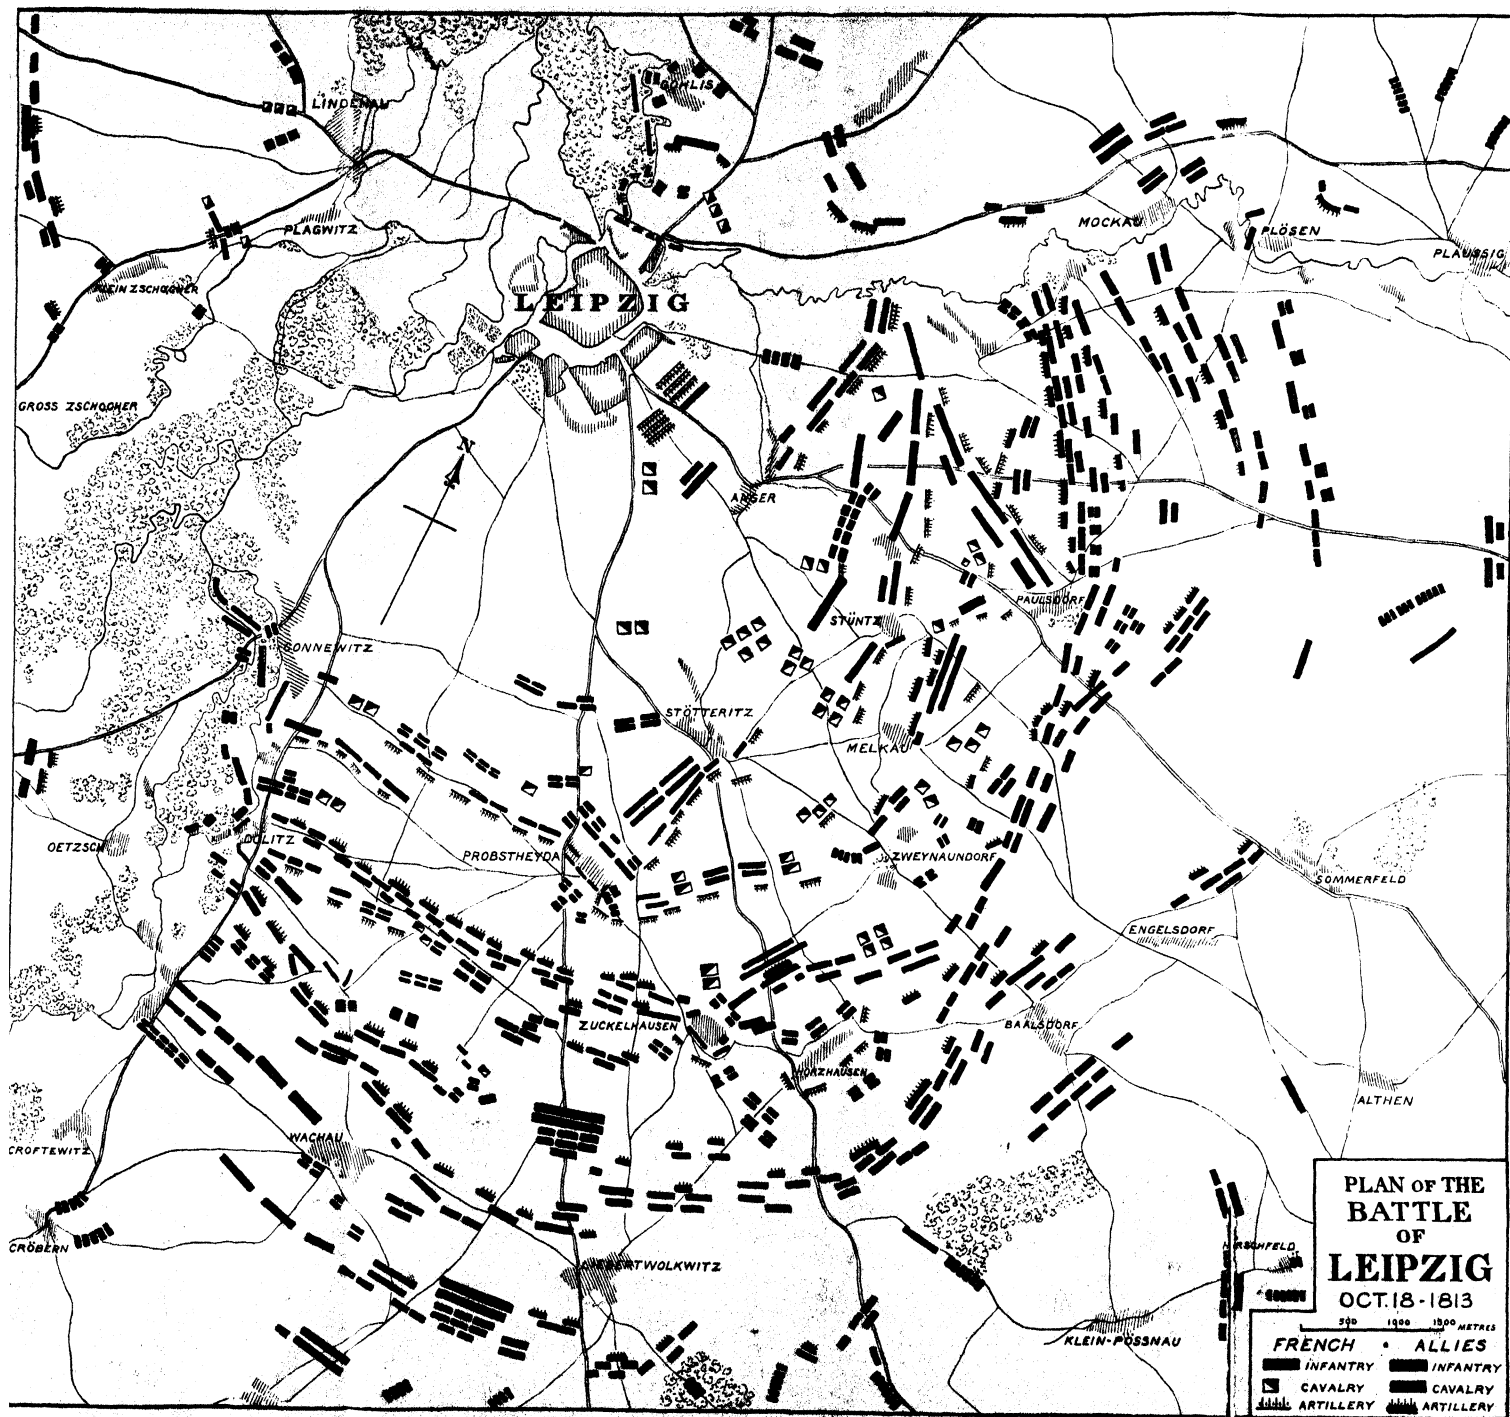 LINDENAU
GOHLIS
PLAGWITZ
MOCKAU
PLÖSEN
PLAUSSIG
KLEIN ZSCHOCHER
LEIPZIG
GROSS ZSCHOCHER
N
ANGER
PAULSDORF
STÜNTZ
CONNEWITZ
STÖTTERITZ
MELKAU
OETZSCH
DÖLITZ
PROBSTHEYDA
ZWEYNAUNDORF
SOMMERFELD
ENGELSDORF
ZUCKELHAUSEN
BAALSDORF
HOLZHAUSEN
ALTHEN
WACHAU
CROFTEWITZ
CRÖBERN
LIEBERTWOLKWITZ
HIRSCHFELD
KLEIN-PÖSSNAU
PLAN OF THE
BATTLE
OF
LEIPZIG
OCT. 18 - 1813
500 1000 1500 METRES
FRENCH • ALLIES
INFANTRY INFANTRY
CAVALRY CAVALRY
ARTILLERY ARTILLERY